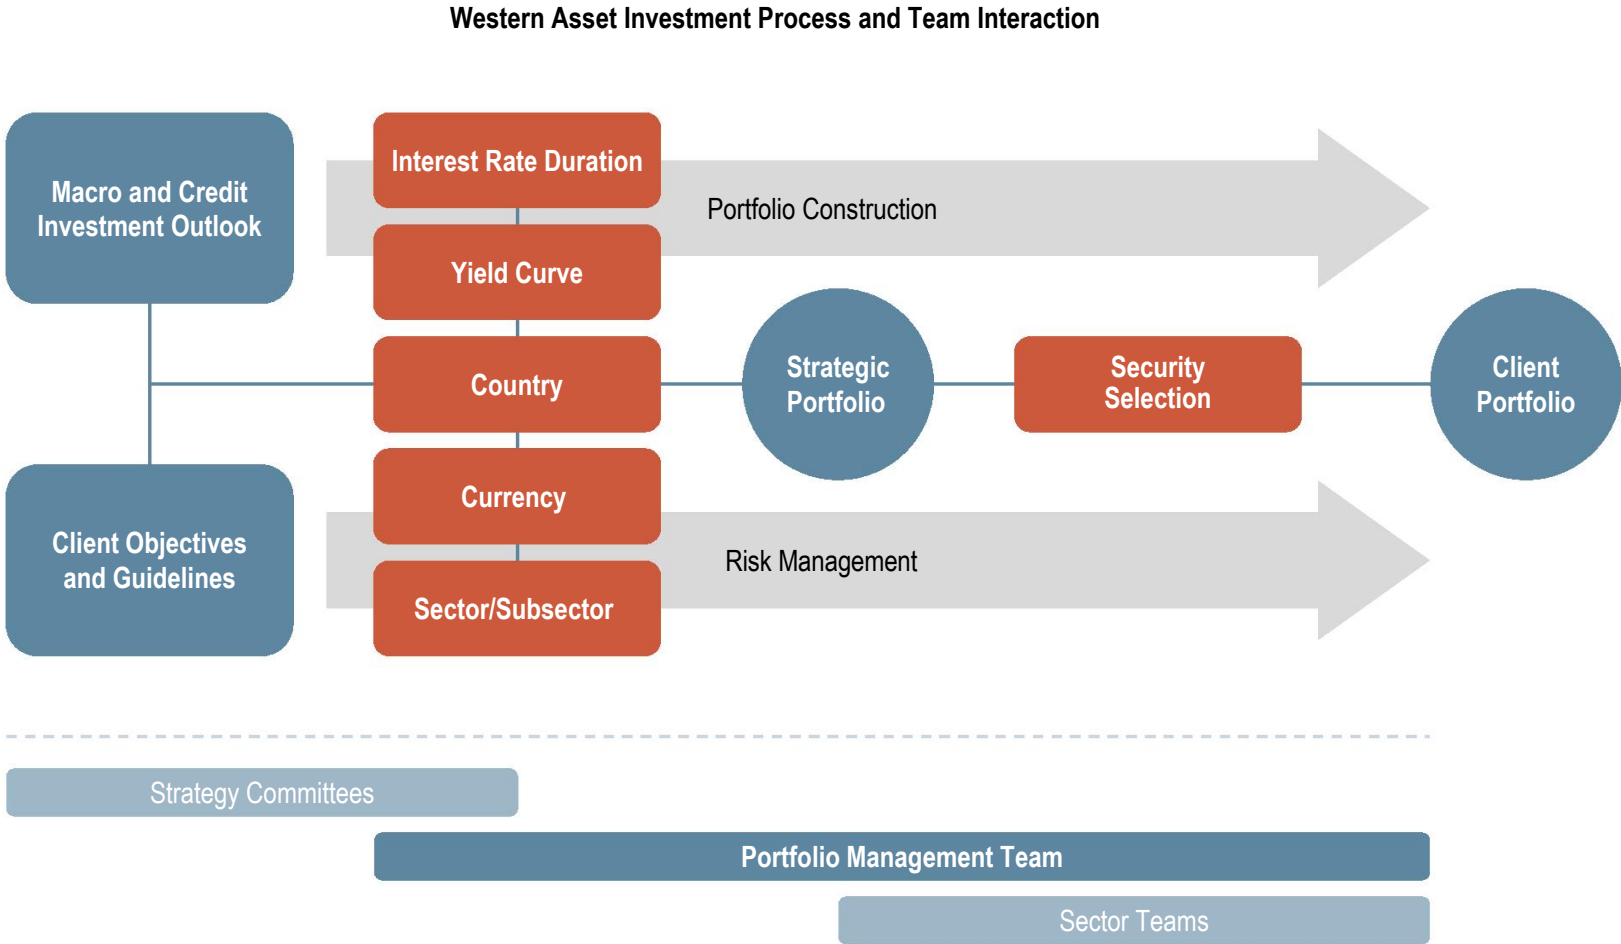 Western Asset Investment Process and Team Interaction
Macro and Credit
Investment Outlook
Client Objectives
and Guidelines
Interest Rate Duration
Yield Curve
Country
Currency
Sector/Subsector
Portfolio Construction
Strategic
Portfolio
Security
Selection
Client
Portfolio
Risk Management
Strategy Committees
Portfolio Management Team
Sector Teams